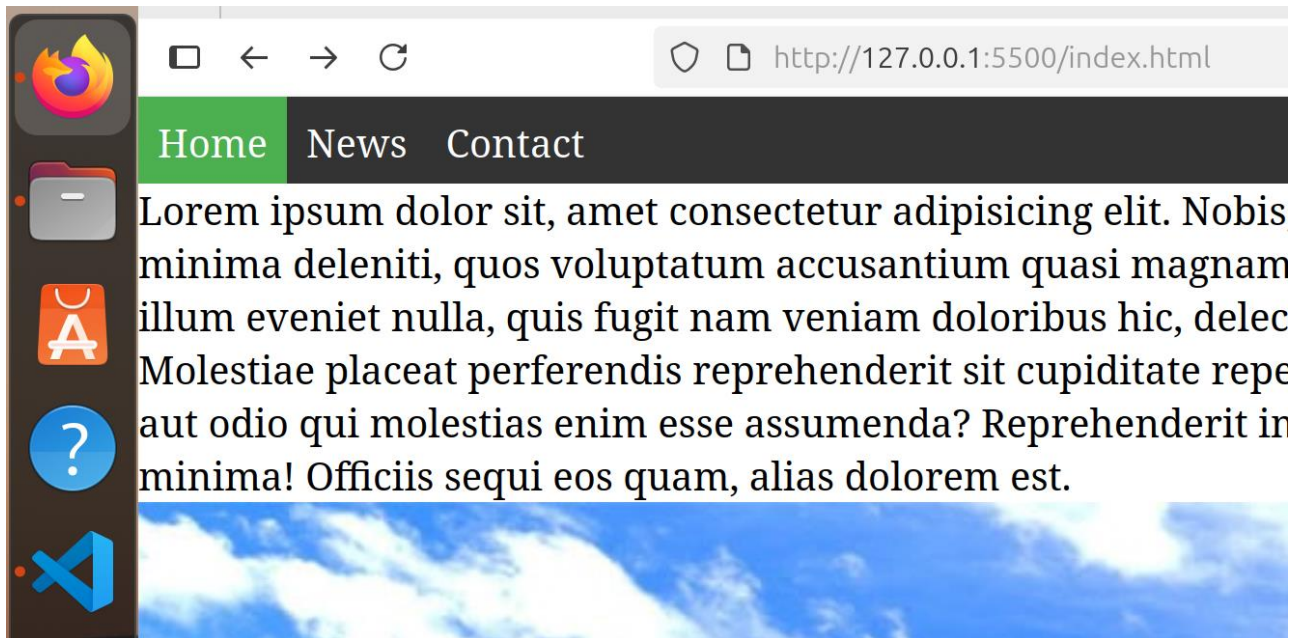 http://127.0.0.1:5500/index.html
Home News Contact
Lorem ipsum dolor sit, amet consectetur adipisicing elit. Nobis
minima deleniti, quos voluptatum accusantium quasi magnam
illum eveniet nulla, quis fugit nam veniam doloribus hic, delec
Molestiae placeat perferendis reprehenderit sit cupiditate repe
aut odio qui molestias enim esse assumenda? Reprehenderit in
minima! Officiis sequi eos quam, alias dolorem est.